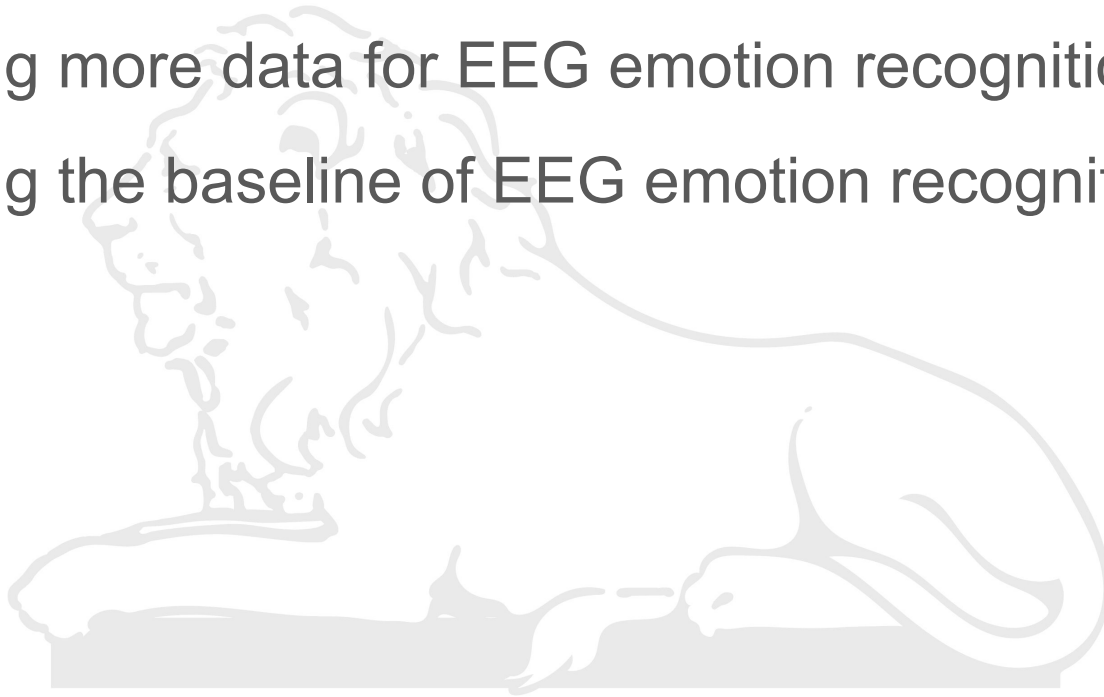 g more data for EEG emotion recogniti
g the baseline of EEG emotion recogni